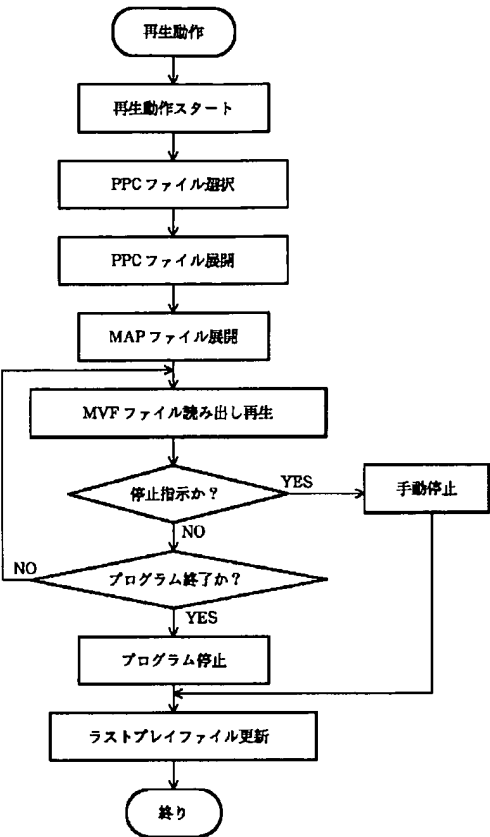 再生動作
再生動作スタート
PPCファイル選択
PPCファイル展開
MAPファイル展開
MVFファイル読み出し再生
停止指示か?
YES
手動停止
NO
プログラム終了か?
NO
YES
プログラム停止
ラストプレイファイル更新
終り